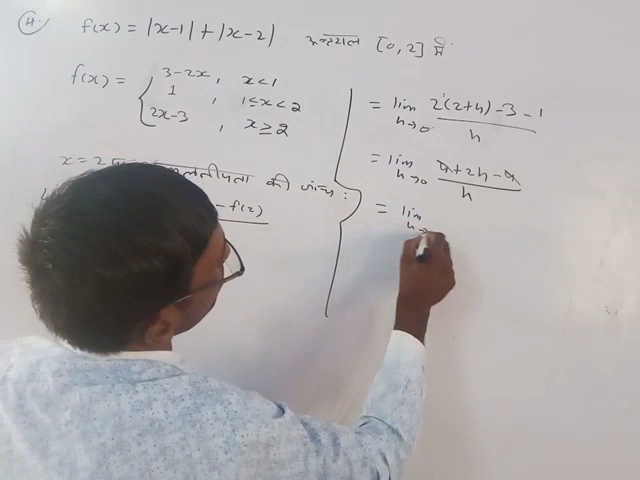 4. f(x) = |x-1| + |x-2| अन्तराल [0, 2] में
f(x) = { 3-2x, x<1
1 , 1≤x<2
2x-3 , x≥2
x = 2 की जांच :
- f(2)
= lim h→0 2(2+h) -3 -1 / h
= lim h→0 4+2h-4 / h
= lim h→